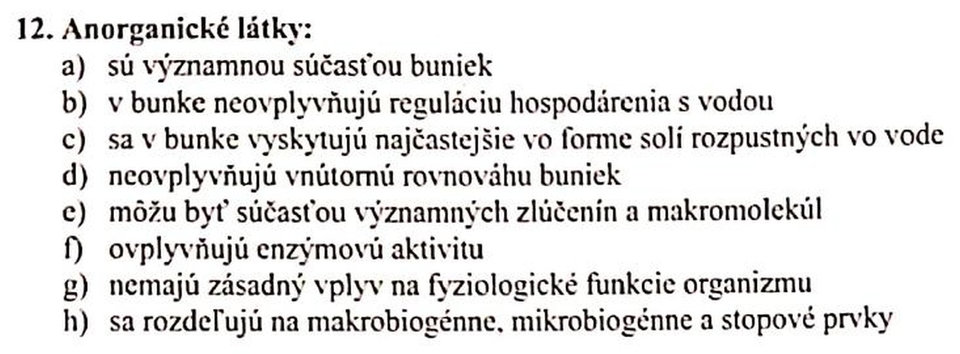 12. Anorganické látky:
a) sú významnou súčasťou buniek
b) v bunke neovplyvňujú reguláciu hospodárenia s vodou
c) sa v bunke vyskytujú najčastejšie vo forme solí rozpustných vo vode
d) neovplyvňujú vnútornú rovnováhu buniek
e) môžu byť súčasťou významných zlúčenín a makromolekúl
f) ovplyvňujú enzýmovú aktivitu
g) nemajú zásadný vplyv na fyziologické funkcie organizmu
h) sa rozdeľujú na makrobiogénne, mikrobiogénne a stopové prvky